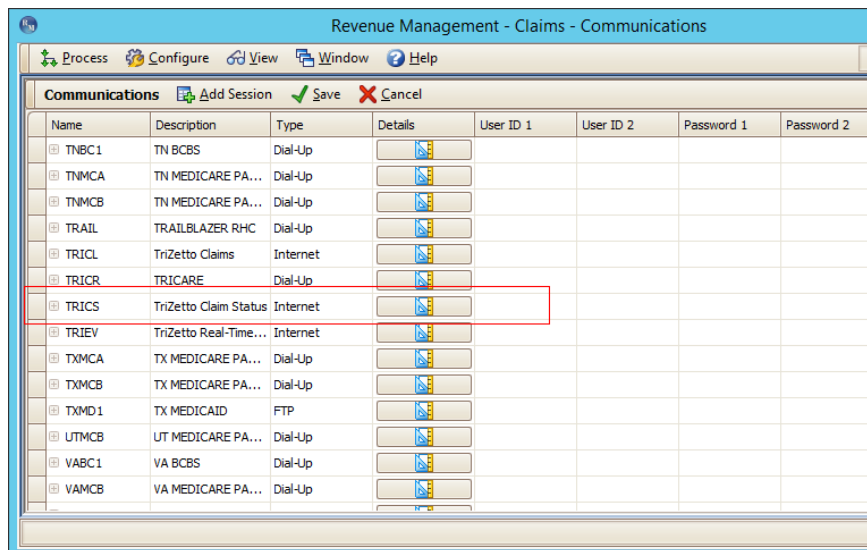 Revenue Management - Claims - Communications
Process Configure View Window Help
Communications Add Session Save Cancel
Name Description Type Details User ID 1 User ID 2 Password 1 Password 2
TNBC1 TN BCBS Dial-Up
TNMCA TN MEDICARE PA... Dial-Up
TNMCB TN MEDICARE PA... Dial-Up
TRAIL TRAILBLAZER RHC Dial-Up
TRICL TriZetto Claims Internet
TRICR TRICARE Dial-Up
TRICS TriZetto Claim Status Internet
TRIEV TriZetto Real-Time... Internet
TXMCA TX MEDICARE PA... Dial-Up
TXMCB TX MEDICARE PA... Dial-Up
TXMD1 TX MEDICAID FTP
UTMCB UT MEDICARE PA... Dial-Up
VABC1 VA BCBS Dial-Up
VAMCB VA MEDICARE PA... Dial-Up